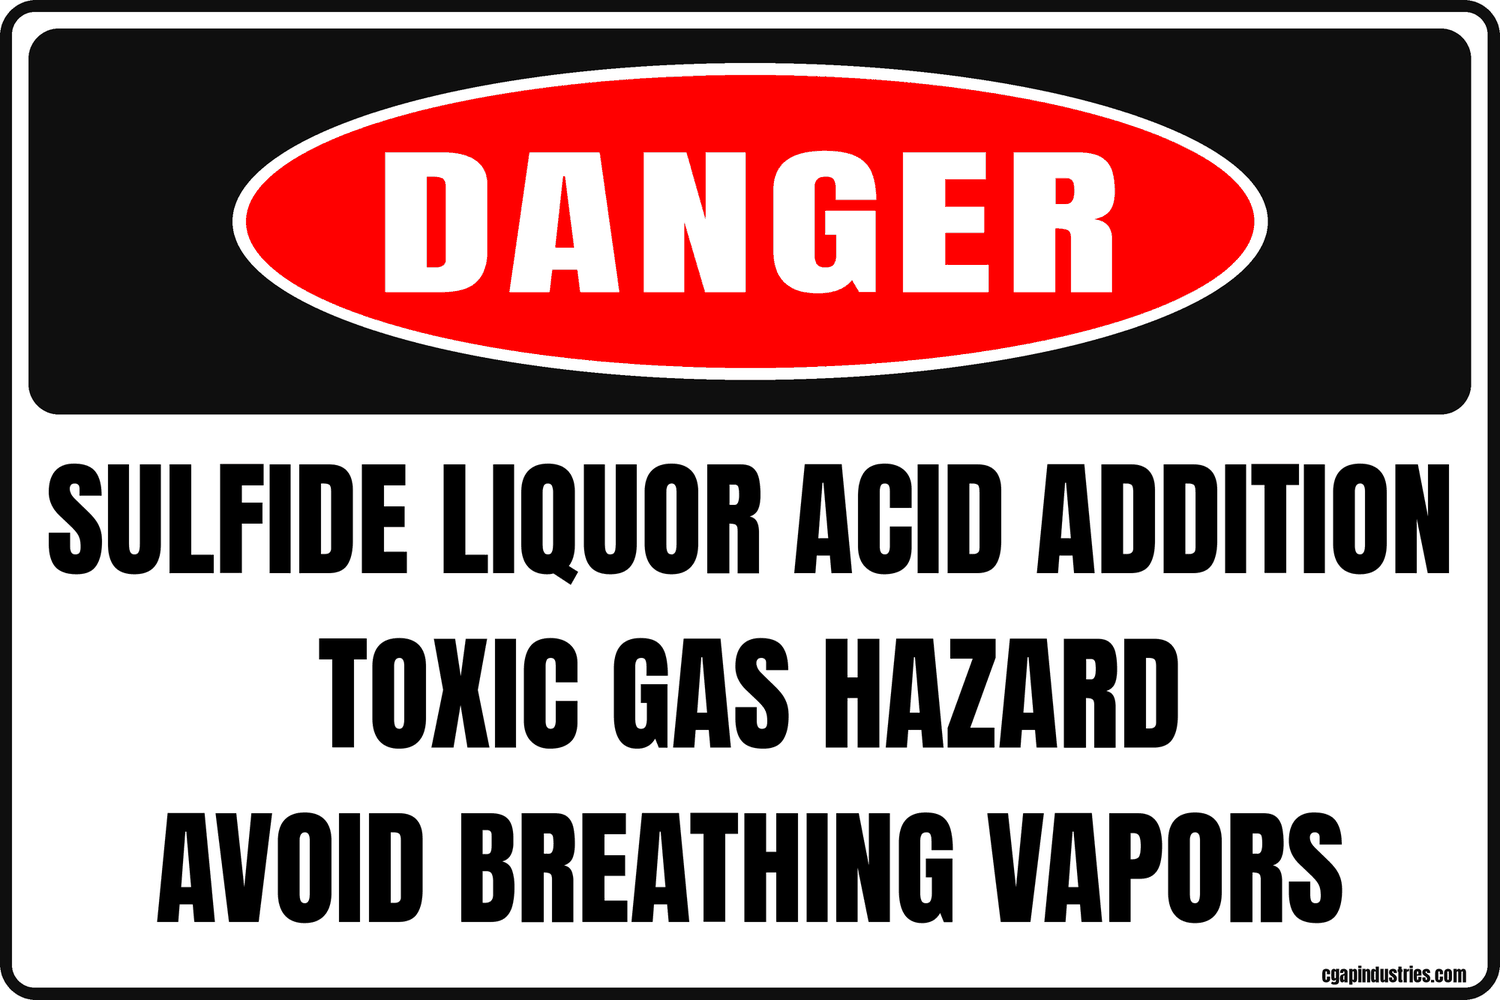 DANGER
SULFIDE LIQUOR ACID ADDITION
TOXIC GAS HAZARD
AVOID BREATHING VAPORS
cgapindustries.com